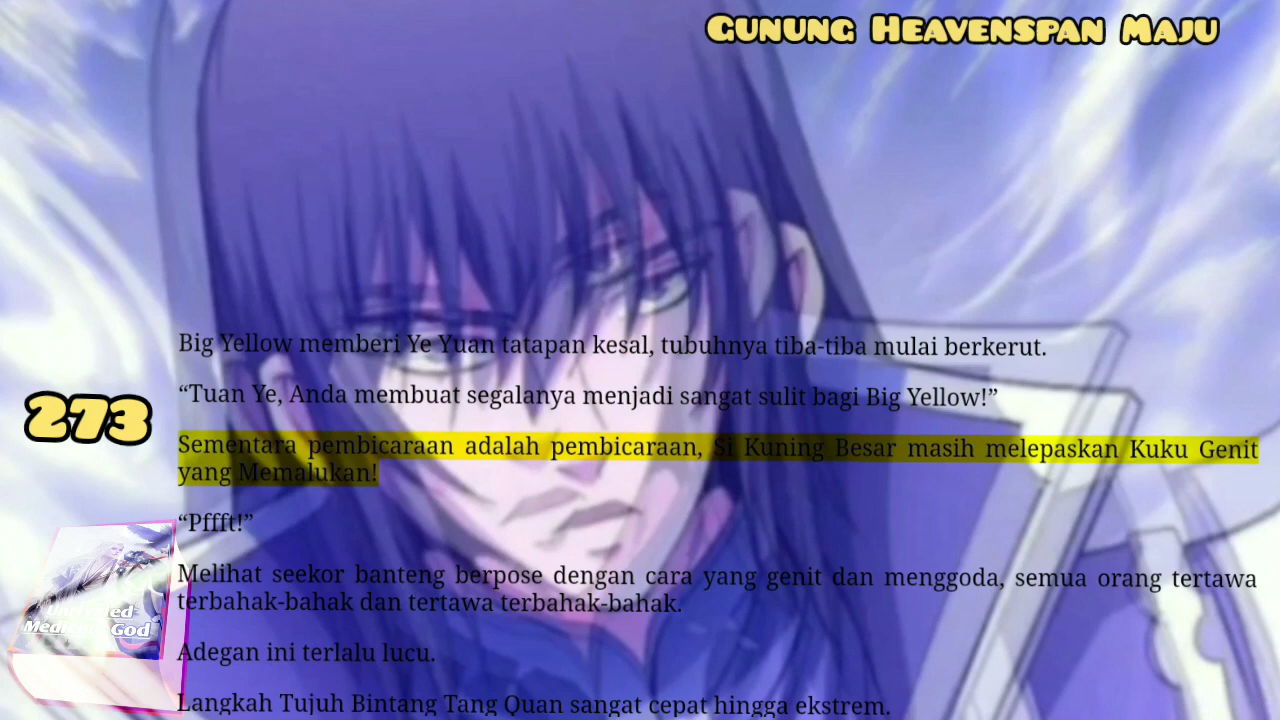 Gunung Heavenspan Maju
Big Yellow memberi Ye Yuan tatapan kesal, tubuhnya tiba-tiba mulai berkerut.
“Tuan Ye, Anda membuat segalanya menjadi sangat sulit bagi Big Yellow!”
273
Sementara pembicaraan adalah pembicaraan, Si Kuning Besar masih melepaskan Kuku Genit
yang Memalukan!
“Pffft!”
Melihat seekor banteng berpose dengan cara yang genit dan menggoda, semua orang tertawa
terbahak-bahak dan tertawa terbahak-bahak.
Medicine God
Adegan ini terlalu lucu.
Langkah Tujuh Bintang Tang Quan sangat cepat hingga ekstrem.